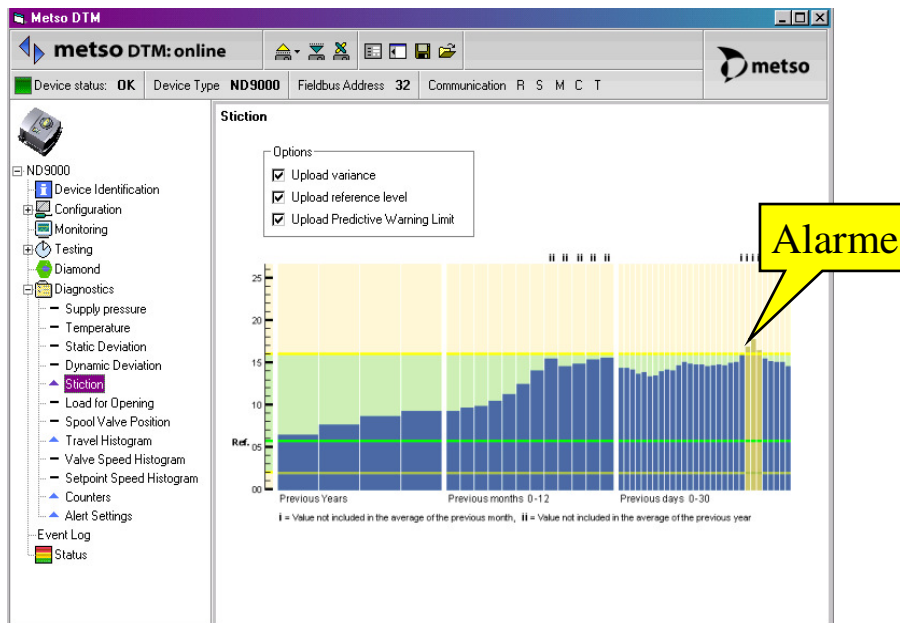 Metso DTM
metso DTM: online
metso
Device status: OK Device Type ND9000 Fieldbus Address 32 Communication R S M C T
Stiction
Options
Upload variance
Upload reference level
Upload Predictive Warning Limit
ND9000
Device Identification
Configuration
Monitoring
Testing
Diamond
Diagnostics
Supply pressure
Temperature
Static Deviation
Dynamic Deviation
Stiction
Load for Opening
Spool Valve Position
Travel Histogram
Valve Speed Histogram
Setpoint Speed Histogram
Counters
Alert Settings
Event Log
Status
Alarme
ii ii ii ii ii i i i i
25
20
15
10
Ref. 05
00
Previous Years Previous months 0-12 Previous days 0-30
i = Value not included in the average of the previous month, ii = Value not included in the average of the previous year